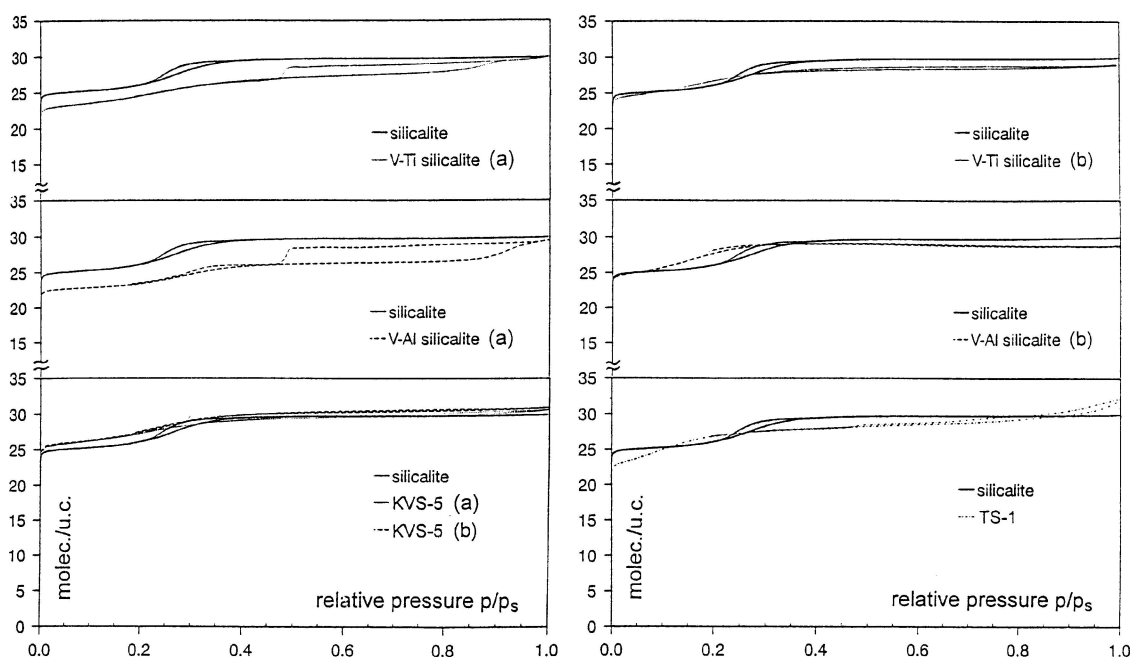 35
30
25
20
15
silicalite
V-Ti silicalite (a)
35
30
25
20
15
silicalite
V-Al silicalite (a)
35
30
25
20
15
10
5
0
molec./u.c.
silicalite
KVS-5 (a)
KVS-5 (b)
relative pressure p/ps
0.0 0.2 0.4 0.6 0.8 1.0
35
30
25
20
15
silicalite
V-Ti silicalite (b)
35
30
25
20
15
silicalite
V-Al silicalite (b)
35
30
25
20
15
10
5
0
molec./u.c.
silicalite
TS-1
relative pressure p/ps
0.0 0.2 0.4 0.6 0.8 1.0